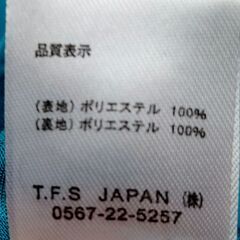 品質表示
(表地) ポリエステル 100%
(裏地) ポリエステル 100%
T.F.S JAPAN (株)
0567-22-5257